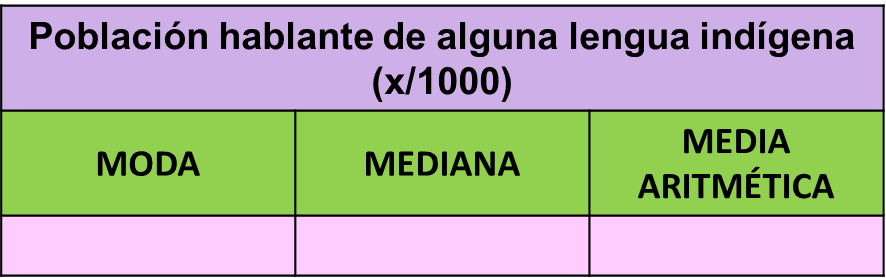 Población hablante de alguna lengua indígena
(x/1000)
MODA
MEDIANA
MEDIA
ARITMÉTICA